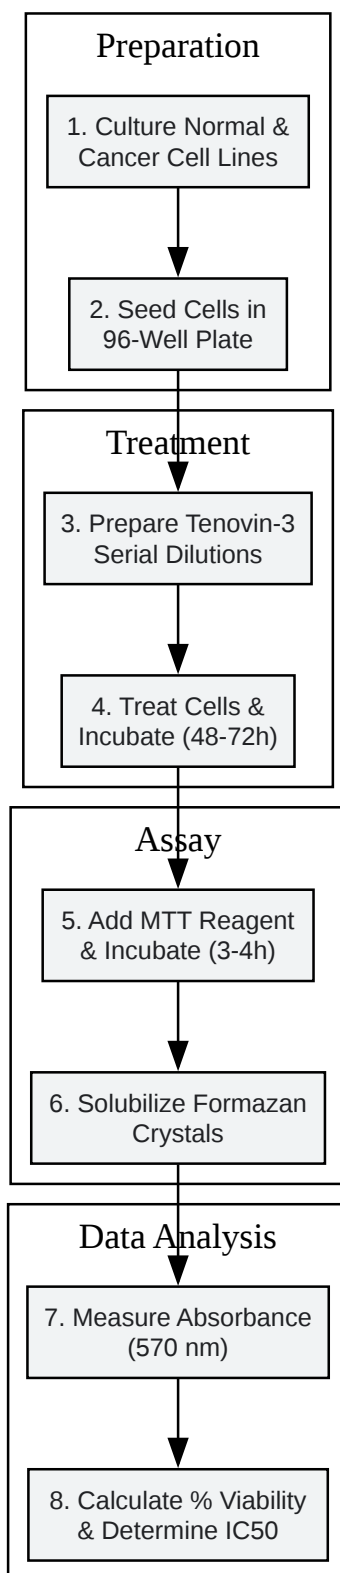 Preparation
1. Culture Normal &
Cancer Cell Lines
2. Seed Cells in
96-Well Plate
Treatment
3. Prepare Tenovin-3
Serial Dilutions
4. Treat Cells &
Incubate (48-72h)
Assay
5. Add MTT Reagent
& Incubate (3-4h)
6. Solubilize Formazan
Crystals
Data Analysis
7. Measure Absorbance
(570 nm)
8. Calculate % Viability
& Determine IC50